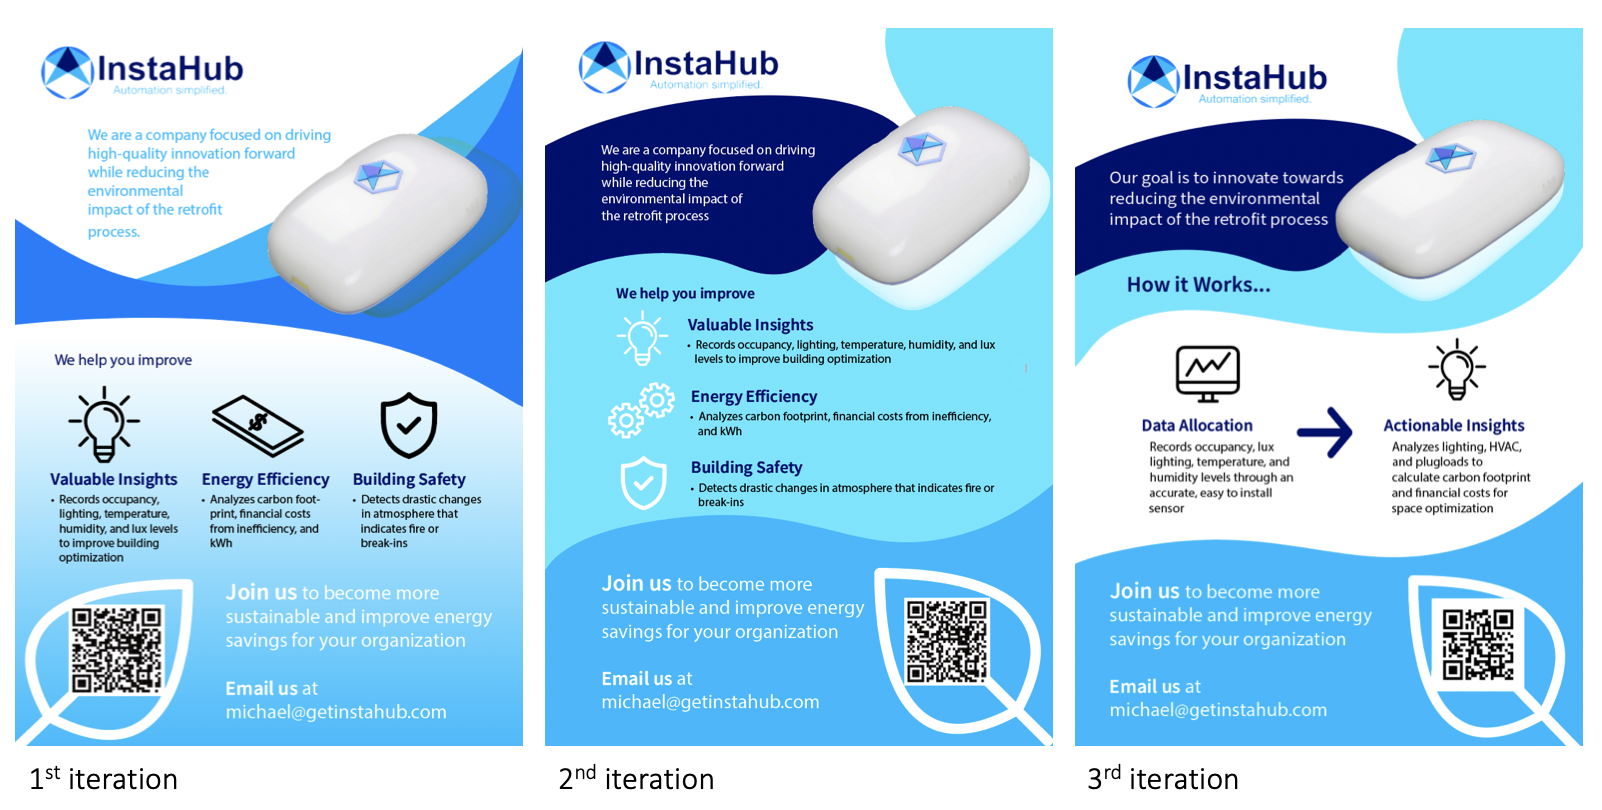 InstaHub
Automation simplified.
We are a company focused on driving
high-quality innovation forward
while reducing the
environmental
impact of the retrofit
process.
We help you improve
Valuable Insights
• Records occupancy,
lighting, temperature,
humidity, and lux levels
to improve building
optimization
Energy Efficiency
• Analyzes carbon foot-
print, financial costs
from inefficiency, and
kWh
Building Safety
• Detects drastic changes
in atmosphere that
indicates fire or
break-ins
Join us to become more
sustainable and improve energy
savings for your organization
Email us at
michael@getinstahub.com
1st iteration
InstaHub
Automation simplified.
We are a company focused on driving
high-quality innovation forward
while reducing the
environmental impact of
the retrofit process
We help you improve
Valuable Insights
• Records occupancy, lighting, temperature, humidity, and lux
levels to improve building optimization
Energy Efficiency
• Analyzes carbon footprint, financial costs from inefficiency,
and kWh
Building Safety
• Detects drastic changes in atmosphere that indicates fire or
break-ins
Join us to become more
sustainable and improve energy
savings for your organization
Email us at
michael@getinstahub.com
2nd iteration
InstaHub
Automation simplified.
Our goal is to innovate towards
reducing the environmental
impact of the retrofit process
How it Works...
Data Allocation
Records occupancy, lux
lighting, temperature, and
humidity levels through an
accurate, easy to install
sensor
Actionable Insights
Analyzes lighting, HVAC,
and plugloads to
calculate carbon footprint
and financial costs for
space optimization
Join us to become more
sustainable and improve energy
savings for your organization
Email us at
michael@getinstahub.com
3rd iteration